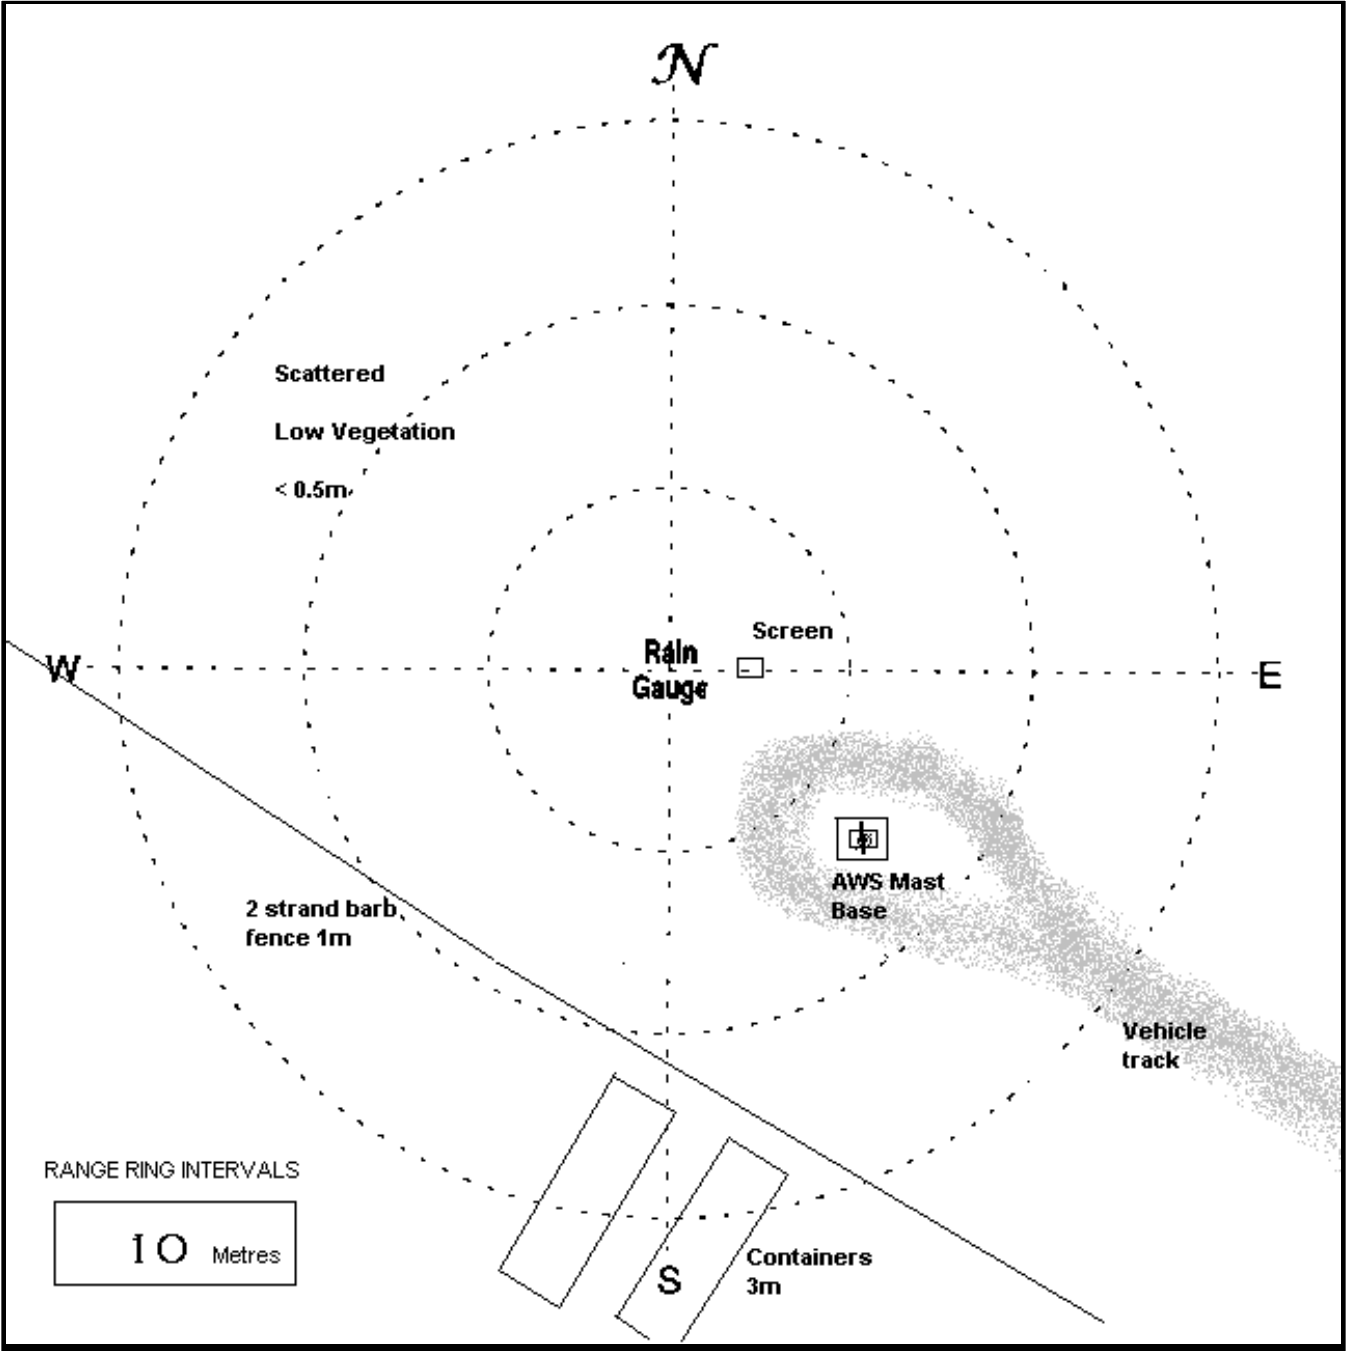 N
Scattered
Low Vegetation
< 0.5m
Screen
Rain
Gauge
W
E
AWS Mast
Base
2 strand barb
fence 1m
Vehicle
track
RANGE RING INTERVALS
10 Metres
Containers
3m
S